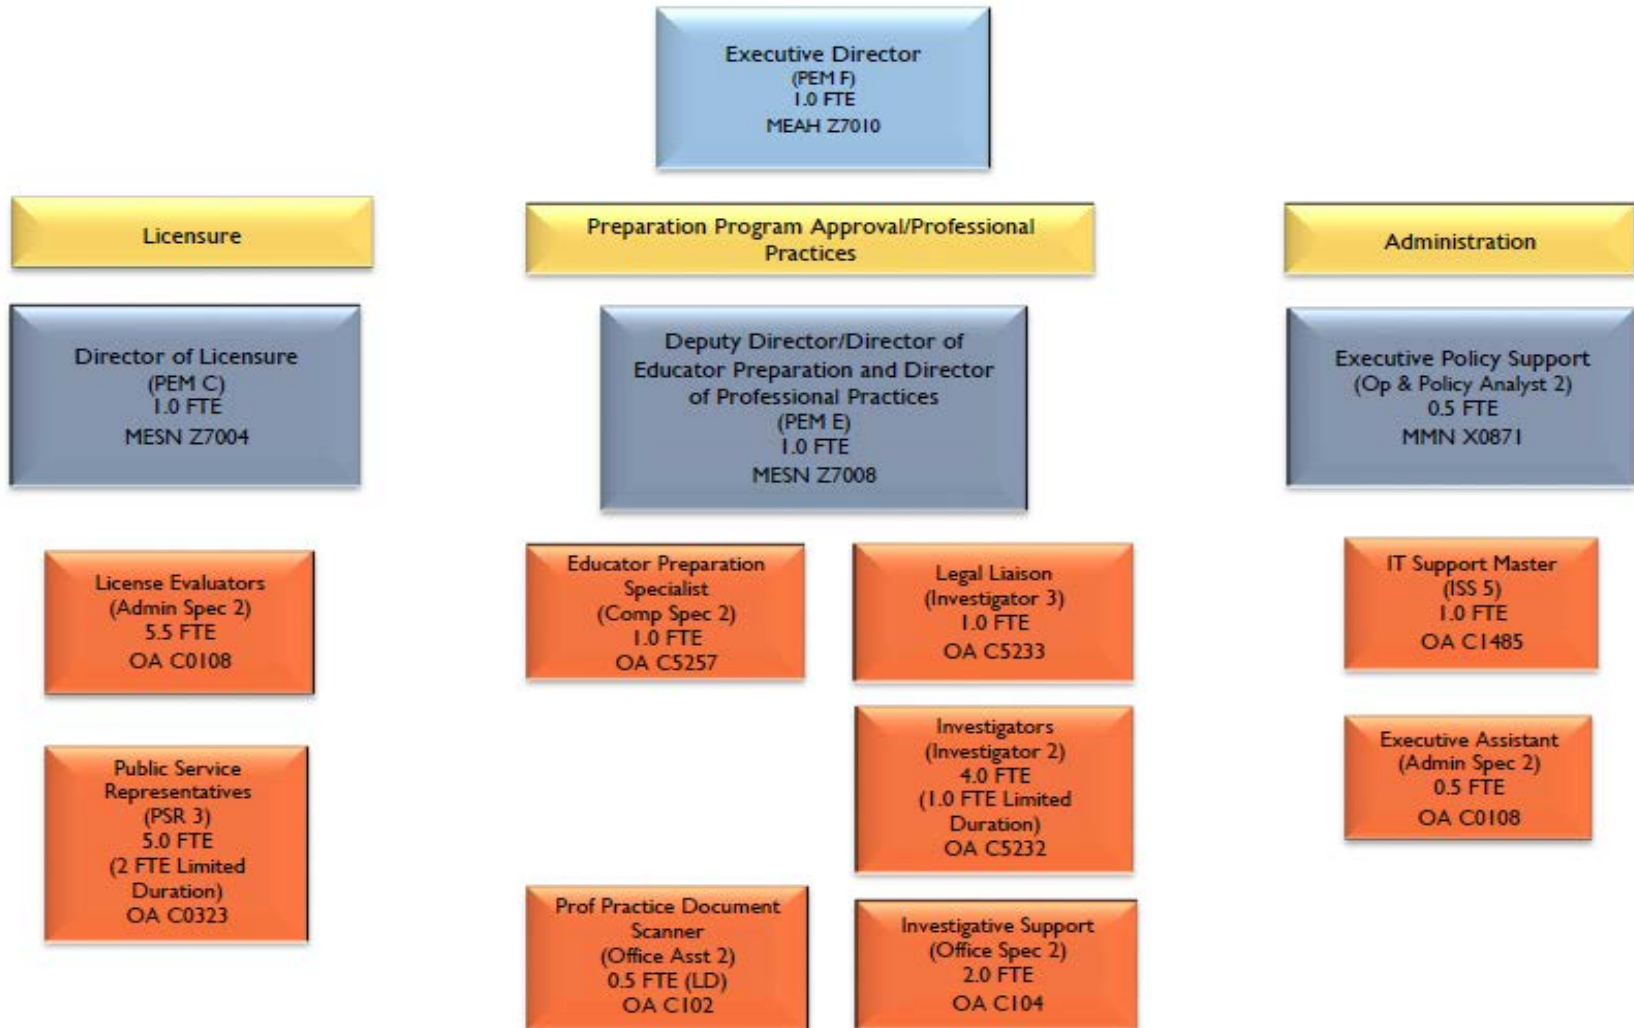 Executive Director
(PEM F)
1.0 FTE
MEAH Z7010
Licensure
Preparation Program Approval/Professional
Practices
Administration
Director of Licensure
(PEM C)
1.0 FTE
MESN Z7004
Deputy Director/Director of
Educator Preparation and Director
of Professional Practices
(PEM E)
1.0 FTE
MESN Z7008
Executive Policy Support
(Op & Policy Analyst 2)
0.5 FTE
MMN X0871
License Evaluators
(Admin Spec 2)
5.5 FTE
OA C0108
Educator Preparation
Specialist
(Comp Spec 2)
1.0 FTE
OA C5257
Legal Liaison
(Investigator 3)
1.0 FTE
OA C5233
IT Support Master
(ISS 5)
1.0 FTE
OA C1485
Public Service
Representatives
(PSR 3)
5.0 FTE
(2 FTE Limited
Duration)
OA C0323
Investigators
(Investigator 2)
4.0 FTE
(1.0 FTE Limited
Duration)
OA C5232
Executive Assistant
(Admin Spec 2)
0.5 FTE
OA C0108
Prof Practice Document
Scanner
(Office Asst 2)
0.5 FTE (LD)
OA C102
Investigative Support
(Office Spec 2)
2.0 FTE
OA C104